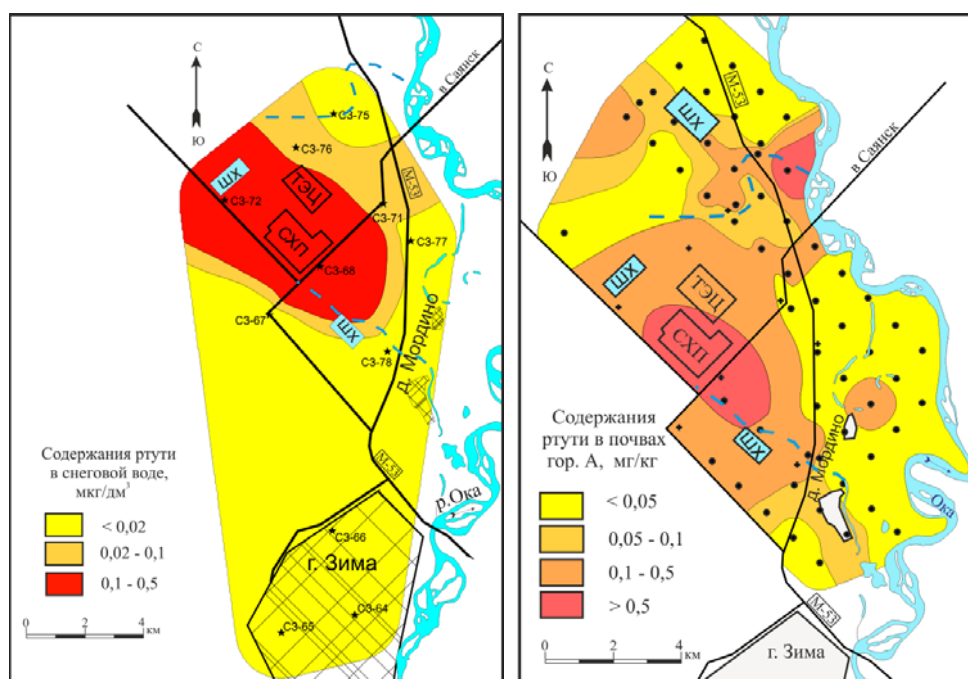 С
Ю
М-53
в Саянск
СЗ-75
СЗ-76
ШХ
ТЭЦ
СЗ-72
СЗ-71
СХП
СЗ-77
СЗ-68
СЗ-67
ШХ
СЗ-78
д. Мордино
Содержания ртути
в снеговой воде,
мкг/дм³
< 0,02
0,02 - 0,1
0,1 - 0,5
М-53
р.Ока
СЗ-66
г. Зима
СЗ-64
СЗ-65
0 2 4
км
С
Ю
М-53
в Саянск
ШХ
ШХ
ТЭЦ
СХП
ШХ
д. Мордино
Содержания
ртути в почвах
гор. А, мг/кг
< 0,05
0,05 - 0,1
0,1 - 0,5
> 0,5
Ока
М-53
г. Зима
0 2 4
км